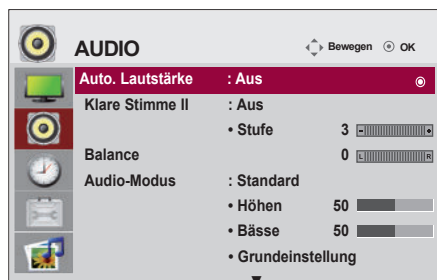 AUDIO
Bewegen OK
Auto. Lautstärke : Aus
Klare Stimme II : Aus
• Stufe 3 - +
Balance 0 L R
Audio-Modus : Standard
• Höhen 50
• Bässe 50
• Grundeinstellung